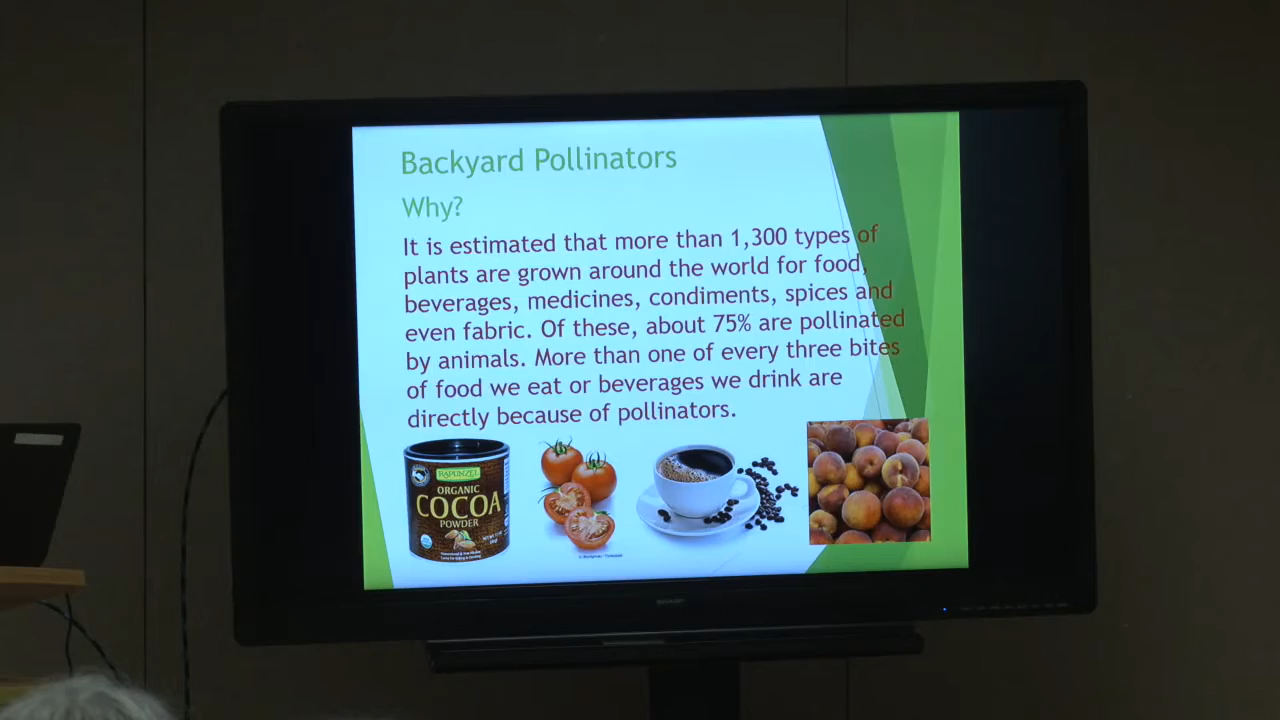 Backyard Pollinators
Why?
It is estimated that more than 1,300 types of
plants are grown around the world for food,
beverages, medicines, condiments, spices and
even fabric. Of these, about 75% are pollinated
by animals. More than one of every three bites
of food we eat or beverages we drink are
directly because of pollinators.
RAPUNZEL
ORGANIC
COCOA
POWDER
SHARP